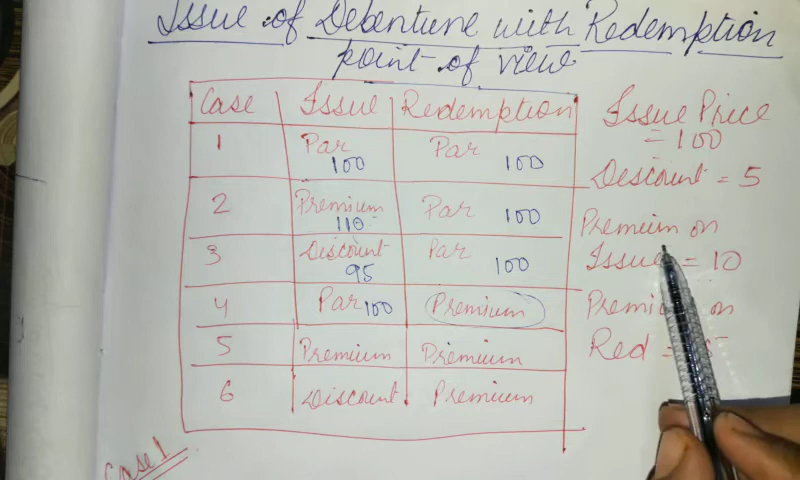 Issue of Debenture with Redemption
point of view
Case Issue Redemption
1 Par 100 Par 100
2 Premium 110 Par 100
3 Discount 95 Par 100
4 Par 100 Premium
5 Premium Premium
6 Discount Premium
Issue Price
= 100
Discount = 5
Premium on
Issue = 10
Premium on
Red =
Case 1